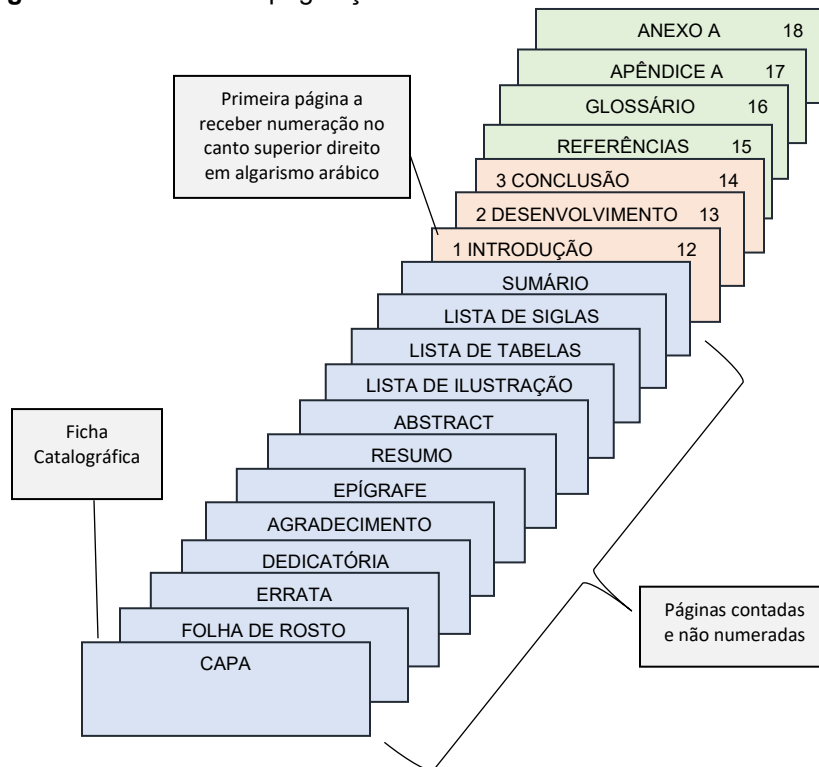 ANEXO A 18
APÊNDICE A 17
GLOSSÁRIO 16
REFERÊNCIAS 15
3 CONCLUSÃO 14
2 DESENVOLVIMENTO 13
1 INTRODUÇÃO 12
Primeira página a
receber numeração no
canto superior direito
em algarismo arábico
SUMÁRIO
LISTA DE SIGLAS
LISTA DE TABELAS
LISTA DE ILUSTRAÇÃO
ABSTRACT
RESUMO
EPÍGRAFE
AGRADECIMENTO
DEDICATÓRIA
ERRATA
FOLHA DE ROSTO
CAPA
Ficha
Catalográfica
Páginas contadas
e não numeradas